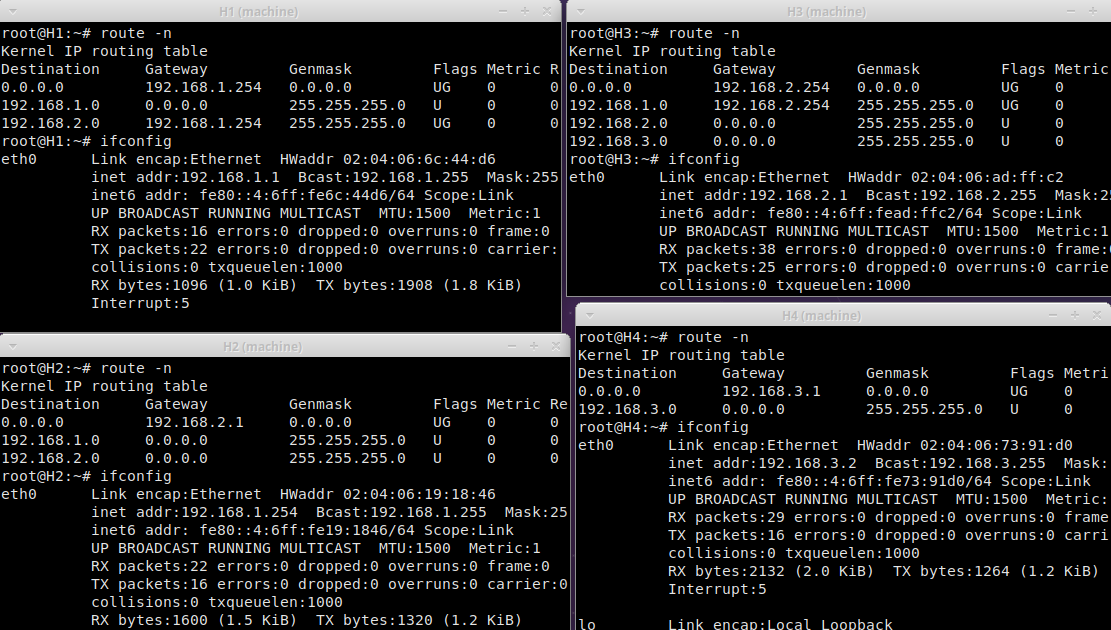 H1 (machine)
root@H1:~# route -n
Kernel IP routing table
Destination     Gateway         Genmask         Flags Metric R
0.0.0.0         192.168.1.254   0.0.0.0         UG    0      0
192.168.1.0     0.0.0.0         255.255.255.0   U     0      0
192.168.2.0     192.168.1.254   255.255.255.0   UG    0      0
root@H1:~# ifconfig
eth0      Link encap:Ethernet  HWaddr 02:04:06:6c:44:d6
          inet addr:192.168.1.1  Bcast:192.168.1.255  Mask:255
          inet6 addr: fe80::4:6ff:fe6c:44d6/64 Scope:Link
          UP BROADCAST RUNNING MULTICAST  MTU:1500  Metric:1
          RX packets:16 errors:0 dropped:0 overruns:0 frame:0
          TX packets:22 errors:0 dropped:0 overruns:0 carrier:
          collisions:0 txqueuelen:1000
          RX bytes:1096 (1.0 KiB)  TX bytes:1908 (1.8 KiB)
          Interrupt:5
H3 (machine)
root@H3:~# route -n
Kernel IP routing table
Destination     Gateway         Genmask         Flags Metric
0.0.0.0         192.168.2.254   0.0.0.0         UG    0
192.168.1.0     192.168.2.254   255.255.255.0   UG    0
192.168.2.0     0.0.0.0         255.255.255.0   U     0
192.168.3.0     0.0.0.0         255.255.255.0   U     0
root@H3:~# ifconfig
eth0      Link encap:Ethernet  HWaddr 02:04:06:ad:ff:c2
          inet addr:192.168.2.1  Bcast:192.168.2.255  Mask:25
          inet6 addr: fe80::4:6ff:fead:ffc2/64 Scope:Link
          UP BROADCAST RUNNING MULTICAST  MTU:1500  Metric:1
          RX packets:38 errors:0 dropped:0 overruns:0 frame:0
          TX packets:25 errors:0 dropped:0 overruns:0 carrie
          collisions:0 txqueuelen:1000
H2 (machine)
root@H2:~# route -n
Kernel IP routing table
Destination     Gateway         Genmask         Flags Metric Re
0.0.0.0         192.168.2.1     0.0.0.0         UG    0      0
192.168.1.0     0.0.0.0         255.255.255.0   U     0      0
192.168.2.0     0.0.0.0         255.255.255.0   U     0      0
root@H2:~# ifconfig
eth0      Link encap:Ethernet  HWaddr 02:04:06:19:18:46
          inet addr:192.168.1.254  Bcast:192.168.1.255  Mask:25
          inet6 addr: fe80::4:6ff:fe19:1846/64 Scope:Link
          UP BROADCAST RUNNING MULTICAST  MTU:1500  Metric:1
          RX packets:22 errors:0 dropped:0 overruns:0 frame:0
          TX packets:16 errors:0 dropped:0 overruns:0 carrier:0
          collisions:0 txqueuelen:1000
          RX bytes:1600 (1.5 KiB)  TX bytes:1320 (1.2 KiB)
H4 (machine)
root@H4:~# route -n
Kernel IP routing table
Destination     Gateway         Genmask         Flags Metri
0.0.0.0         192.168.3.1     0.0.0.0         UG    0
192.168.3.0     0.0.0.0         255.255.255.0   U     0
root@H4:~# ifconfig
eth0      Link encap:Ethernet  HWaddr 02:04:06:73:91:d0
          inet addr:192.168.3.2  Bcast:192.168.3.255  Mask:
          inet6 addr: fe80::4:6ff:fe73:91d0/64 Scope:Link
          UP BROADCAST RUNNING MULTICAST  MTU:1500  Metric:
          RX packets:29 errors:0 dropped:0 overruns:0 frame
          TX packets:16 errors:0 dropped:0 overruns:0 carri
          collisions:0 txqueuelen:1000
          RX bytes:2132 (2.0 KiB)  TX bytes:1264 (1.2 KiB)
          Interrupt:5
lo        Link encap:Local Loopback